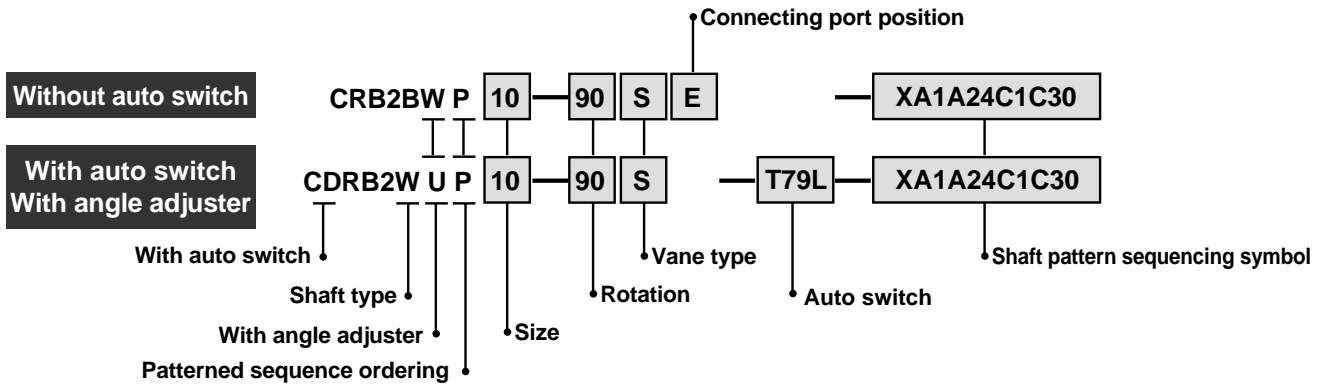 Connecting port position
Without auto switch
CRB2BW P 10 — 90 S E — XA1A24C1C30
With auto switch
With angle adjuster
CDRB2W U P 10 — 90 S — T79L — XA1A24C1C30
With auto switch
Vane type
Shaft pattern sequencing symbol
Shaft type
Rotation
Auto switch
With angle adjuster
Size
Patterned sequence ordering